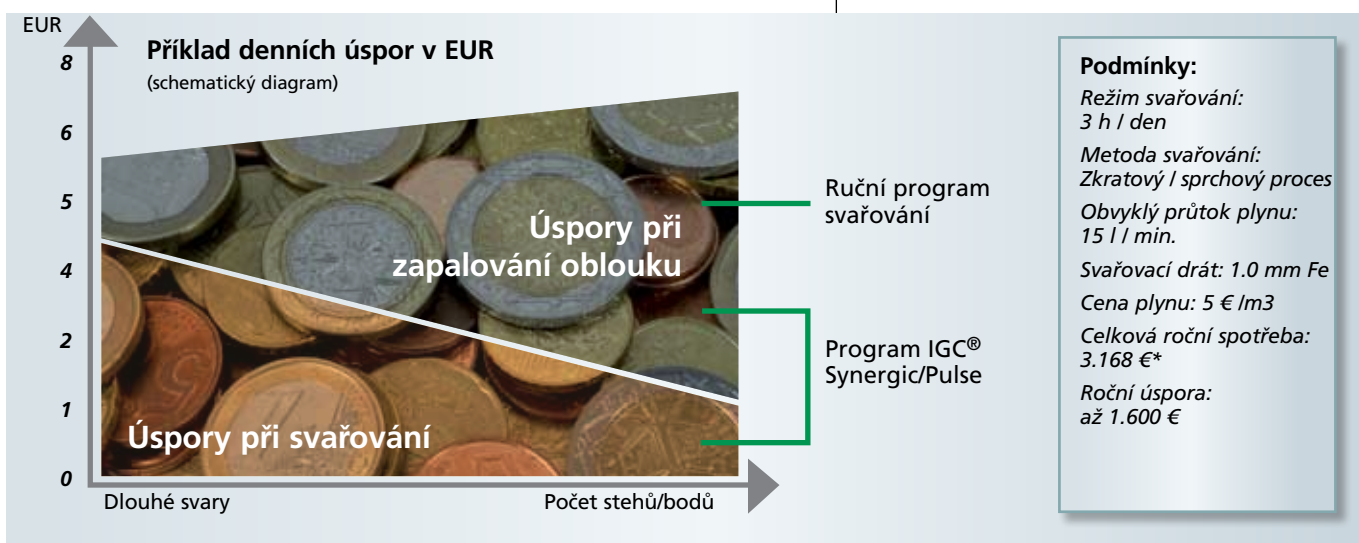 EUR
8
6
5
4
2
1
0
Příklad denních úspor v EUR
(schematický diagram)
Úspory při
zapalování oblouku
Úspory při svařování
Dlouhé svary
Počet stehů/bodů
Ruční program
svařování
Program IGC®
Synergic/Pulse
Podmínky:
Režim svařování:
3 h / den
Metoda svařování:
Zkratový / sprchový proces
Obvyklý průtok plynu:
15 l / min.
Svařovací drát: 1.0 mm Fe
Cena plynu: 5 € /m3
Celková roční spotřeba:
3.168 €*
Roční úspora:
až 1.600 €